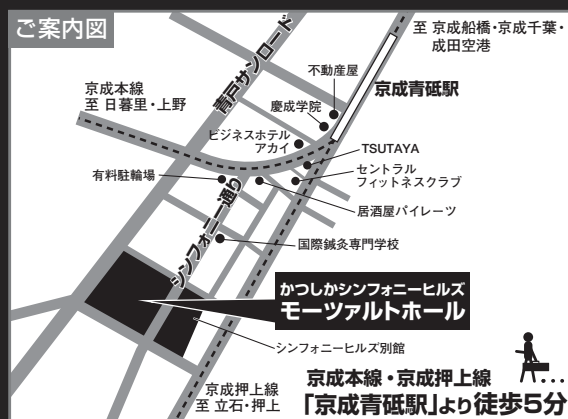 ご案内図
至 京成船橋・京成千葉・
成田空港
青戸サンロード
不動産屋
京成青砥駅
京成本線
至 日暮里・上野
慶成学院
ビジネスホテル
アカイ
TSUTAYA
有料駐輪場
セントラル
フィットネスクラブ
シンフォニー通り
居酒屋パイレーツ
国際鍼灸専門学校
かつしかシンフォニーヒルズ
モーツァルトホール
シンフォニーヒルズ別館
京成押上線
至 立石・押上
京成本線・京成押上線
「京成青砥駅」より徒歩5分